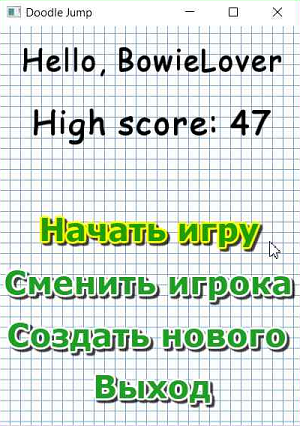 Doodle Jump
Hello, BowieLover
High score: 47
Начать игру
Сменить игрока
Создать нового
Выход